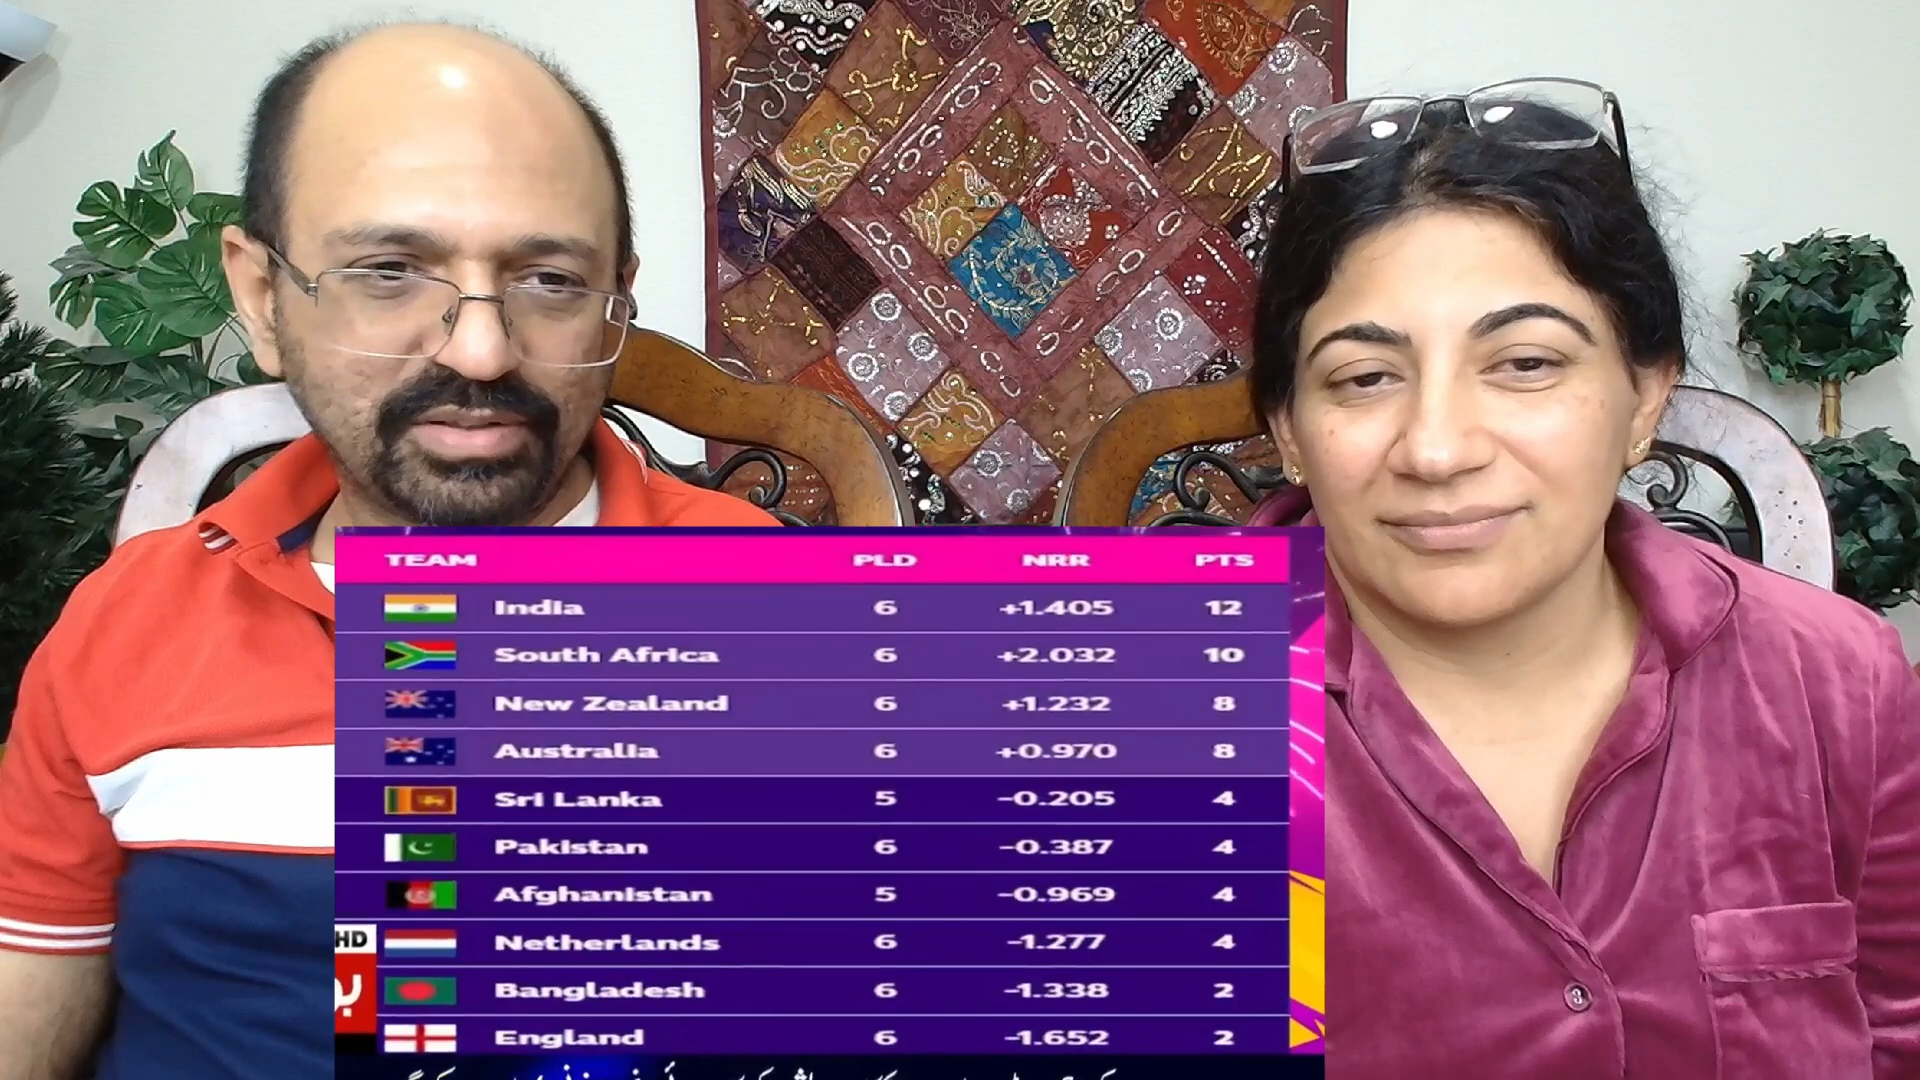 TEAM PLD NRR PTS
India 6 +1.405 12
South Africa 6 +2.032 10
New Zealand 6 +1.232 8
Australia 6 +0.970 8
Sri Lanka 5 -0.205 4
Pakistan 6 -0.387 4
Afghanistan 5 -0.969 4
HD
Netherlands 6 -1.277 4
Bangladesh 6 -1.338 2
England 6 -1.652 2